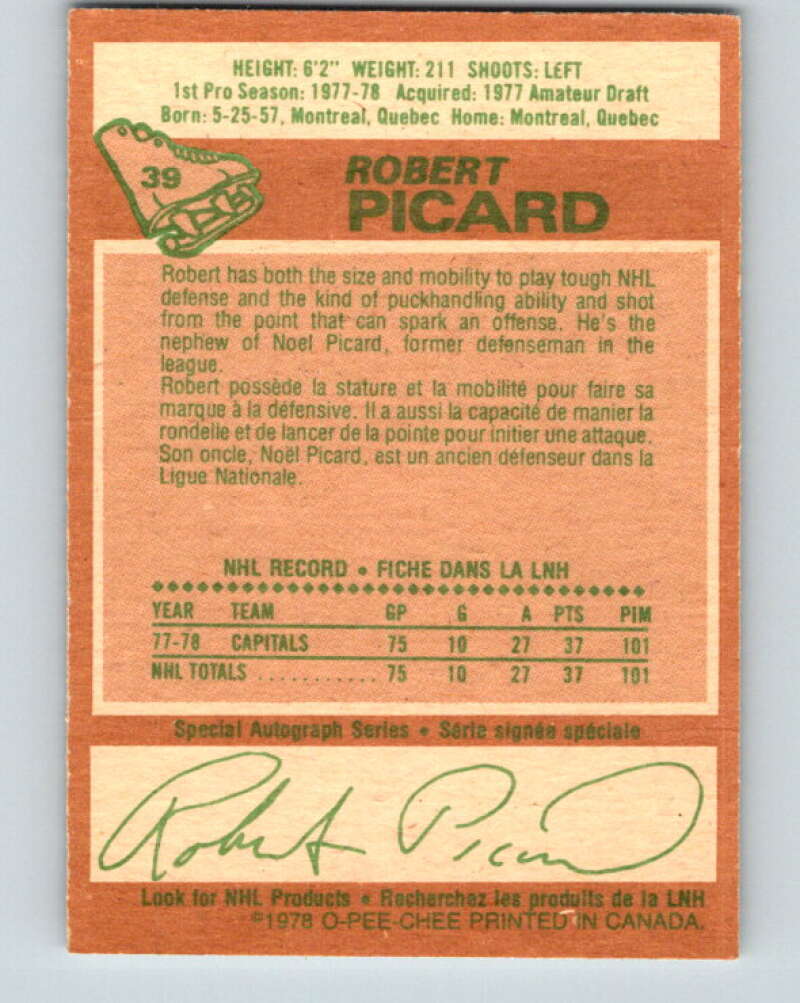 HEIGHT: 6'2" WEIGHT: 211 SHOOTS: LEFT
1st Pro Season: 1977-78 Acquired: 1977 Amateur Draft
Born: 5-25-57, Montreal, Quebec Home: Montreal, Quebec
39
ROBERT
PICARD
Robert has both the size and mobility to play tough NHL
defense and the kind of puckhandling ability and shot
from the point that can spark an offense. He's the
nephew of Noel Picard, former defenseman in the
league.
Robert possède la stature et la mobilité pour faire sa
marque à la défensive. Il a aussi la capacité de manier la
rondelle et de lancer de la pointe pour initier une attaque.
Son oncle, Noël Picard, est un ancien défenseur dans la
Ligue Nationale.
NHL RECORD • FICHE DANS LA LNH
YEAR TEAM GP G A PTS PIM
77-78 CAPITALS 75 10 27 37 101
NHL TOTALS ........... 75 10 27 37 101
Special Autograph Series • Série signée spéciale
Robert Picard
Look for NHL Products • Recherchez les produits de la LNH
©1978 O-PEE-CHEE PRINTED IN CANADA.